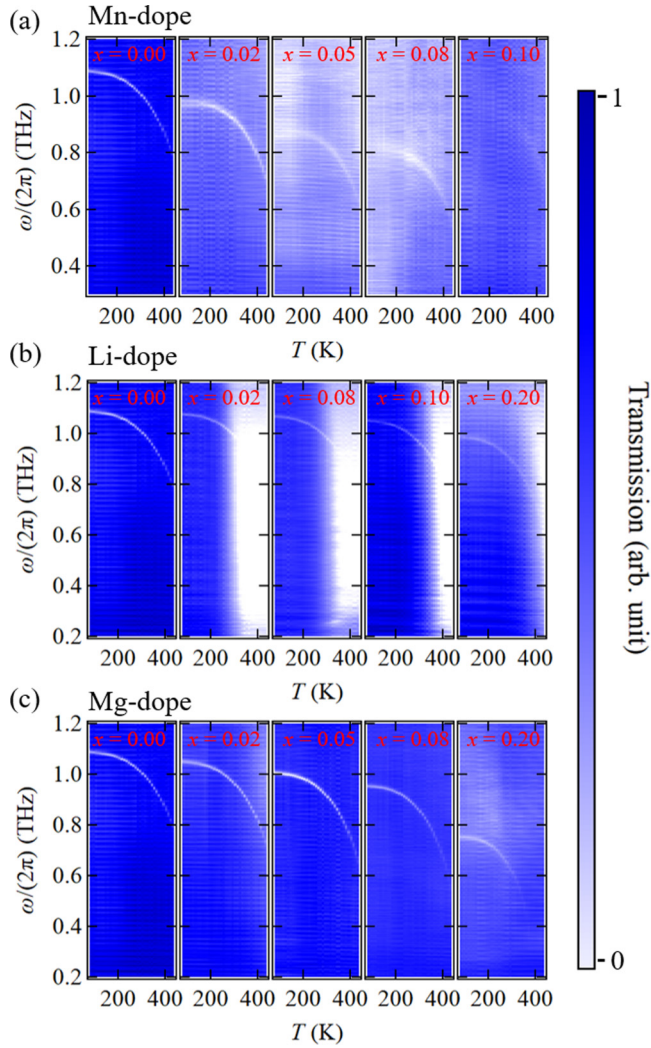 (a) Mn-dope
1.2
x = 0.00 x = 0.02 x = 0.05 x = 0.08 x = 0.10
1.0
0.8
0.6
0.4
ω/(2π) (THz)
200 400 200 400 200 400 200 400 200 400
T (K)
(b) Li-dope
1.2
x = 0.00 x = 0.02 x = 0.08 x = 0.10 x = 0.20
1.0
0.8
0.6
0.4
0.2
ω/(2π) (THz)
200 400 200 400 200 400 200 400 200 400
T (K)
(c) Mg-dope
1.2
x = 0.00 x = 0.02 x = 0.05 x = 0.08 x = 0.20
1.0
0.8
0.6
0.4
0.2
ω/(2π) (THz)
200 400 200 400 200 400 200 400 200 400
T (K)
1
Transmission (arb. unit)
0